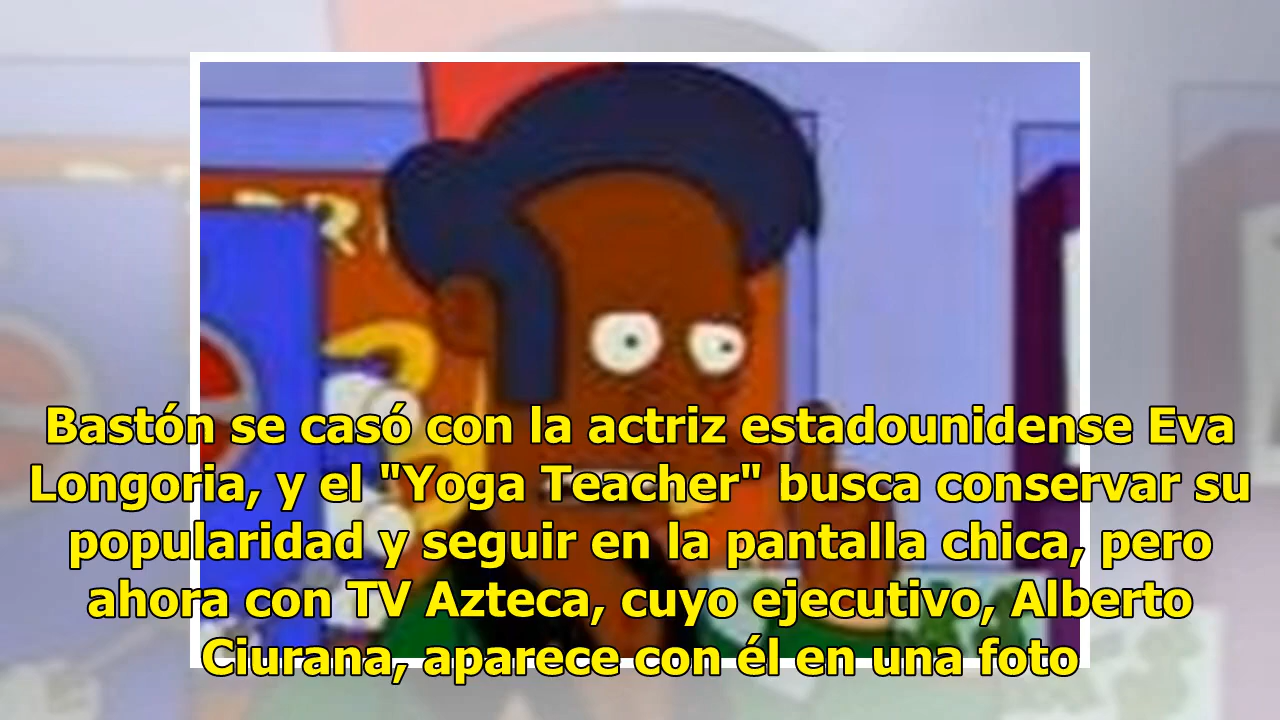 Bastón se casó con la actriz estadounidense Eva
Longoria, y el "Yoga Teacher" busca conservar su
popularidad y seguir en la pantalla chica, pero
ahora con TV Azteca, cuyo ejecutivo, Alberto
Ciurana, aparece con él en una foto